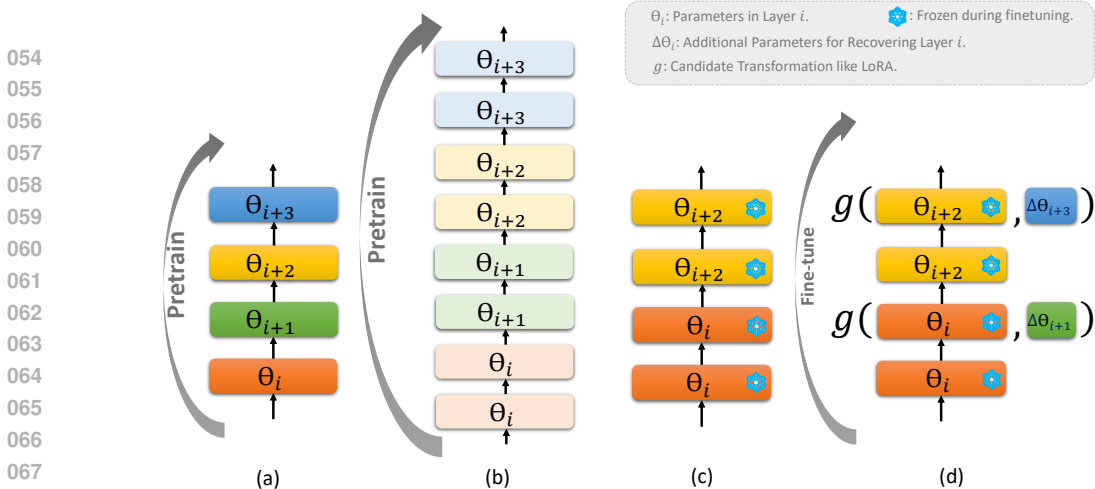 θᵢ: Parameters in Layer i.
: Frozen during finetuning.
Δθᵢ: Additional Parameters for Recovering Layer i.
g: Candidate Transformation like LoRA.
054
055
056
057
058
059
060
061
062
063
064
065
066
067
Pretrain
θᵢ₊₃
θᵢ₊₂
θᵢ₊₁
θᵢ
(a)
Pretrain
θᵢ₊₃
θᵢ₊₃
θᵢ₊₂
θᵢ₊₂
θᵢ₊₁
θᵢ₊₁
θᵢ
θᵢ
(b)
θᵢ₊₂
θᵢ₊₂
θᵢ
θᵢ
(c)
Fine-tune
g(θᵢ₊₂, Δθᵢ₊₃)
θᵢ₊₂
g(θᵢ, Δθᵢ₊₁)
θᵢ
(d)